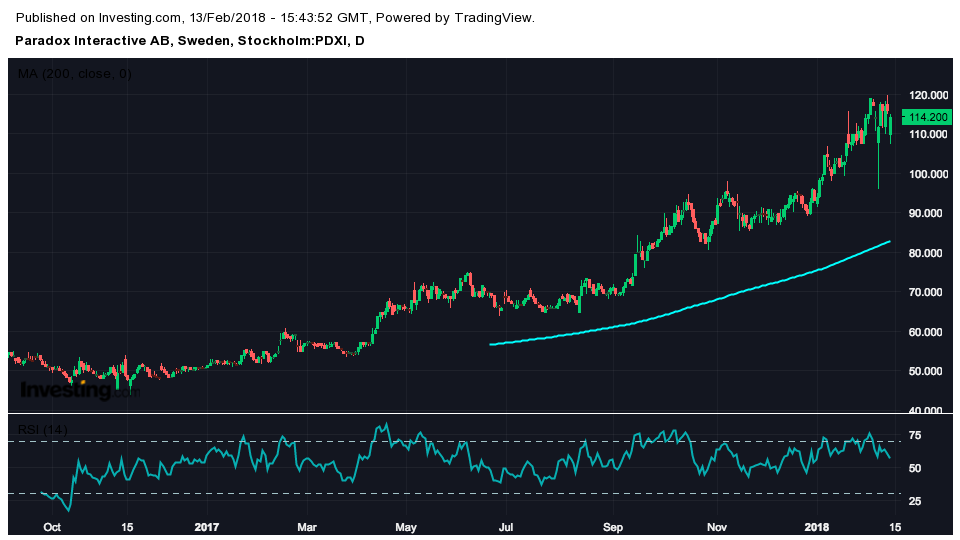 Published on Investing.com, 13/Feb/2018 - 15:43:52 GMT, Powered by TradingView.
Paradox Interactive AB, Sweden, Stockholm:PDXI, D
MA (200, close, 0)
120.000
114.200
110.000
100.000
90.000
80.000
70.000
60.000
50.000
Investing.com
40.000
RSI (14)
75
50
25
Oct 15 2017 Mar May Jul Sep Nov 2018 15